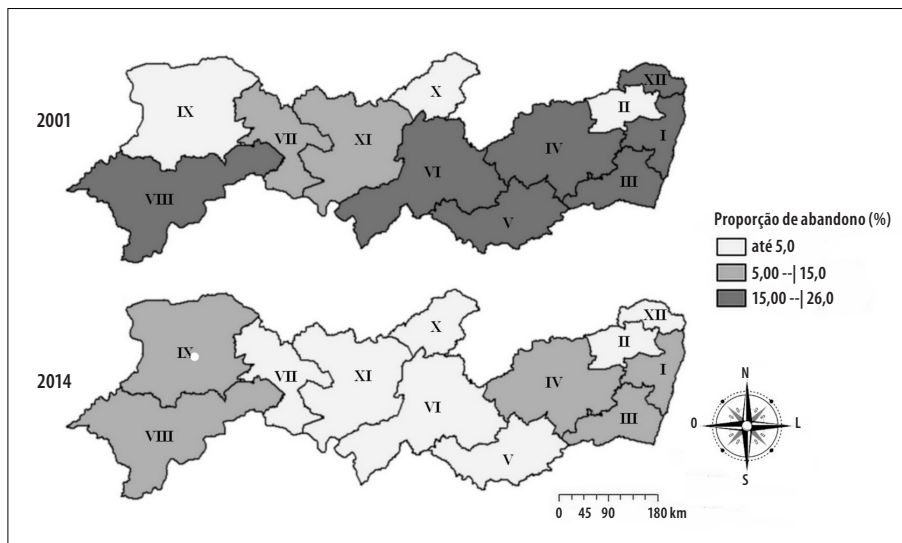 2001
IX
VII
XI
X
VIII
VI
V
IV
II
XII
I
III
Proporção de abandono (%)
até 5,0
5,00 --| 15,0
15,00 --| 26,0
2014
IX
VII
XI
X
VIII
VI
V
IV
II
XII
I
III
N
O
L
S
0 45 90 180 km